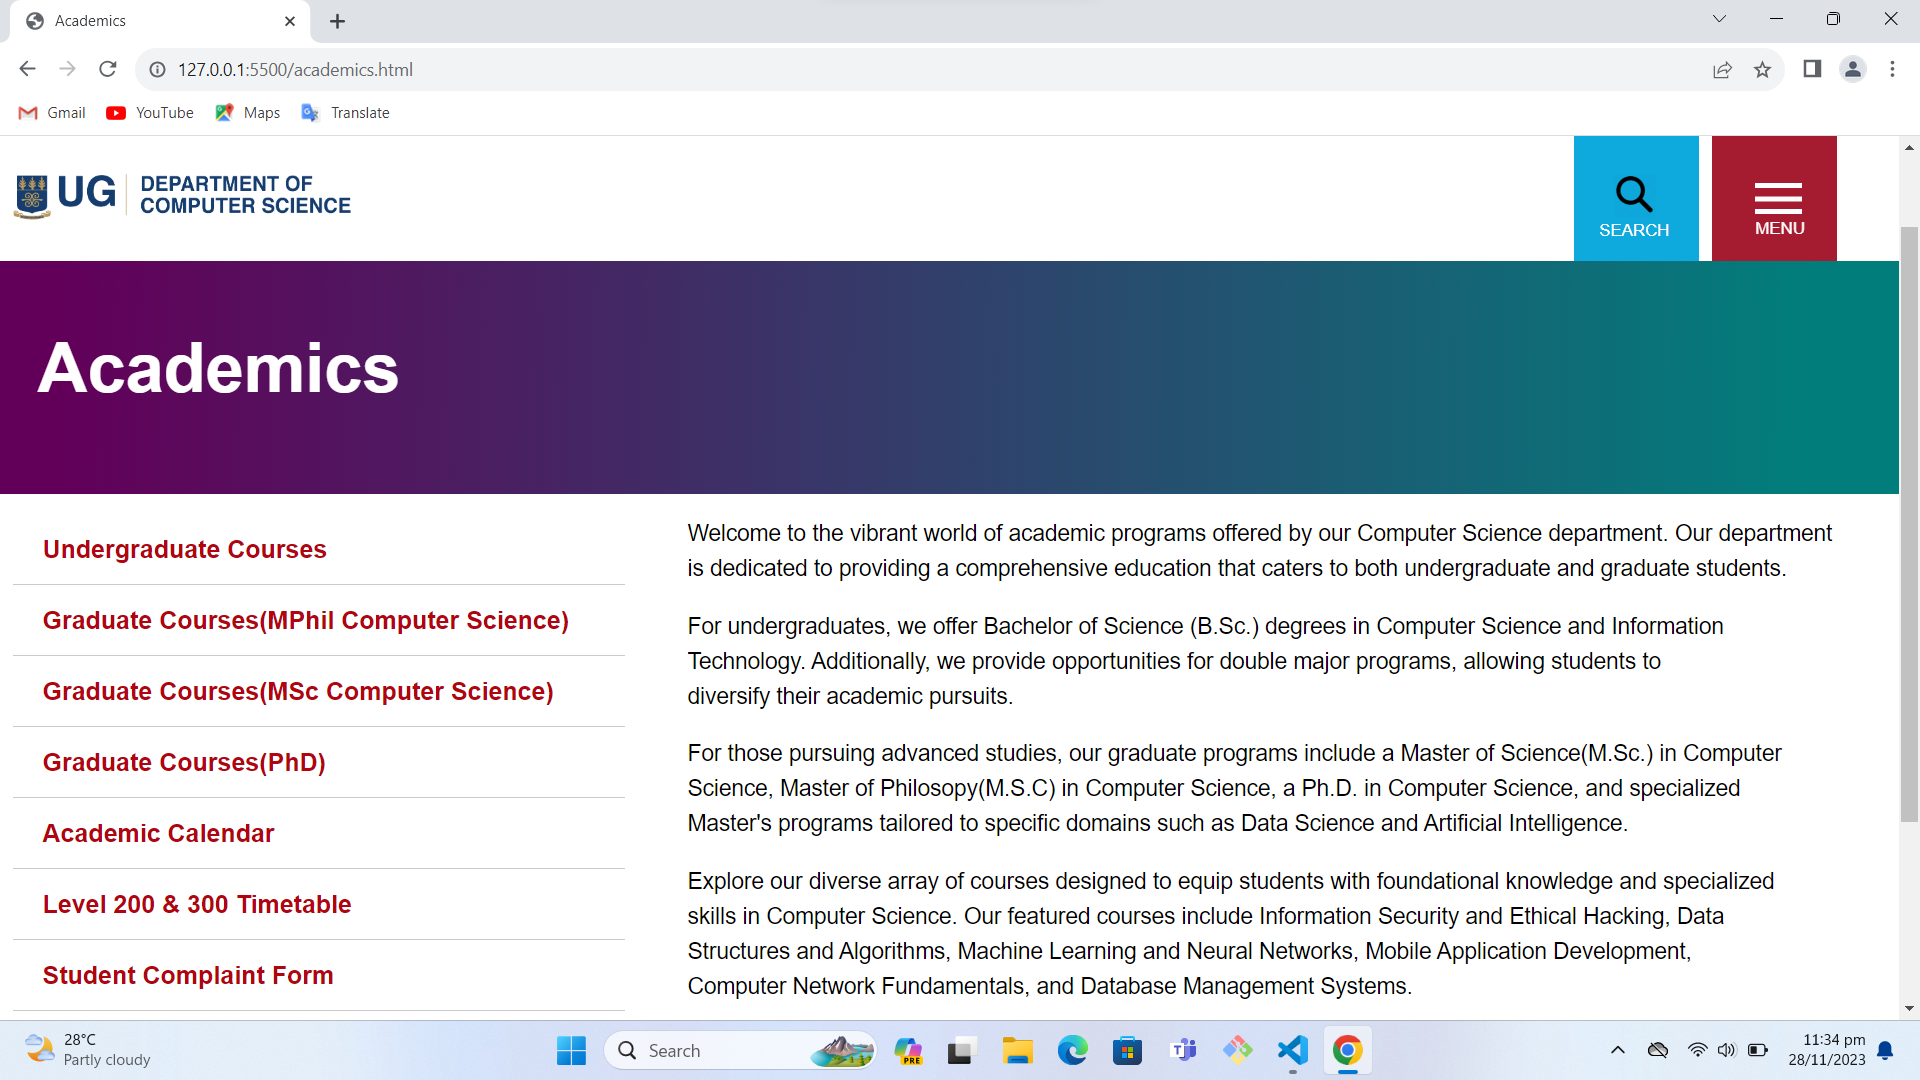 Academics
127.0.0.1:5500/academics.html
Gmail YouTube Maps Translate
UG DEPARTMENT OF
COMPUTER SCIENCE
SEARCH
MENU
Academics
Undergraduate Courses
Graduate Courses(MPhil Computer Science)
Graduate Courses(MSc Computer Science)
Graduate Courses(PhD)
Academic Calendar
Level 200 & 300 Timetable
Student Complaint Form
Welcome to the vibrant world of academic programs offered by our Computer Science department. Our department
is dedicated to providing a comprehensive education that caters to both undergraduate and graduate students.
For undergraduates, we offer Bachelor of Science (B.Sc.) degrees in Computer Science and Information
Technology. Additionally, we provide opportunities for double major programs, allowing students to
diversify their academic pursuits.
For those pursuing advanced studies, our graduate programs include a Master of Science(M.Sc.) in Computer
Science, Master of Philosopy(M.S.C) in Computer Science, a Ph.D. in Computer Science, and specialized
Master's programs tailored to specific domains such as Data Science and Artificial Intelligence.
Explore our diverse array of courses designed to equip students with foundational knowledge and specialized
skills in Computer Science. Our featured courses include Information Security and Ethical Hacking, Data
Structures and Algorithms, Machine Learning and Neural Networks, Mobile Application Development,
Computer Network Fundamentals, and Database Management Systems.
28°C
Partly cloudy
Search
PRE
11:34 pm
28/11/2023